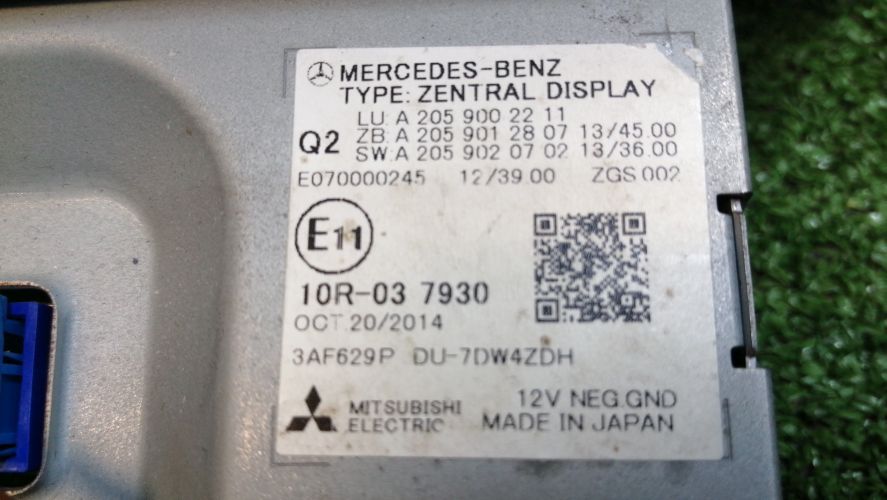 MERCEDES-BENZ
TYPE: ZENTRAL DISPLAY
LU: A 205 900 22 11
Q2 ZB: A 205 901 28 07 13/45.00
SW: A 205 902 07 02 13/36.00
E070000245 12/39.00 ZGS 002
E11
10R-03 7930
OCT.20/2014
3AF629P DU-7DW4ZDH
MITSUBISHI ELECTRIC
12V NEG.GND
MADE IN JAPAN